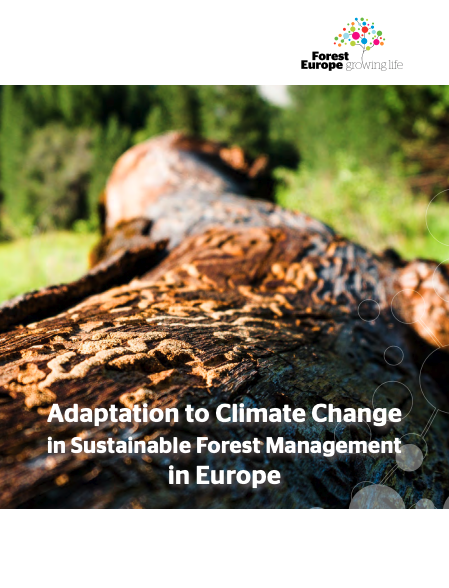 Forest
Europe growing life
Adaptation to Climate Change
in Sustainable Forest Management
in Europe